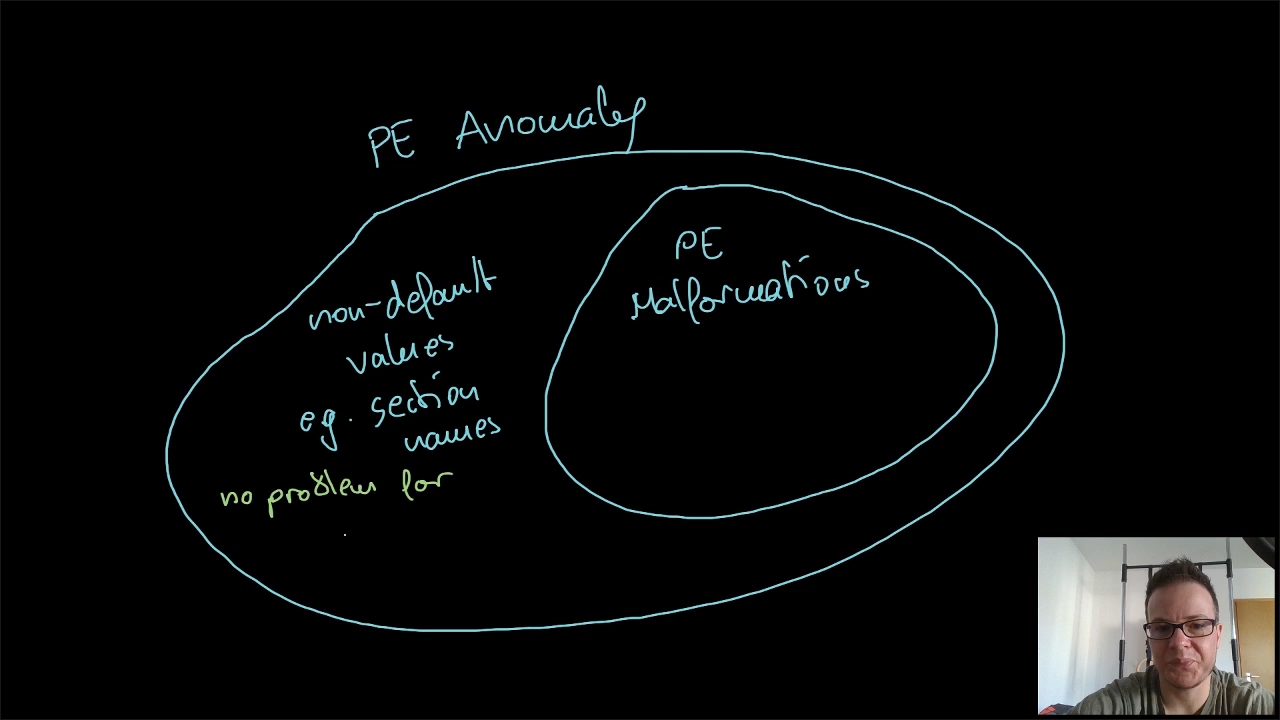 PE Anomaly
PE
Malformations
non-default
values
eg. section
names
no problem for